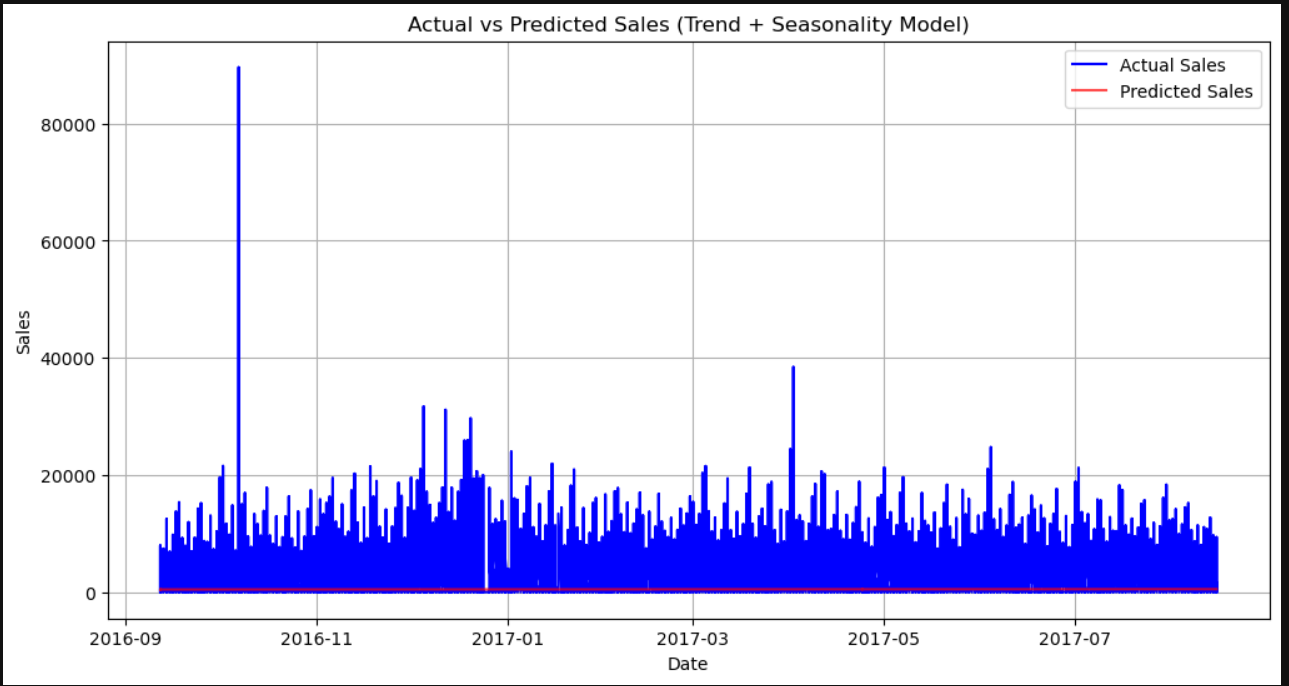 Actual vs Predicted Sales (Trend + Seasonality Model)
Actual Sales
Predicted Sales
80000
60000
40000
20000
0
Sales
2016-09 2016-11 2017-01 2017-03 2017-05 2017-07
Date